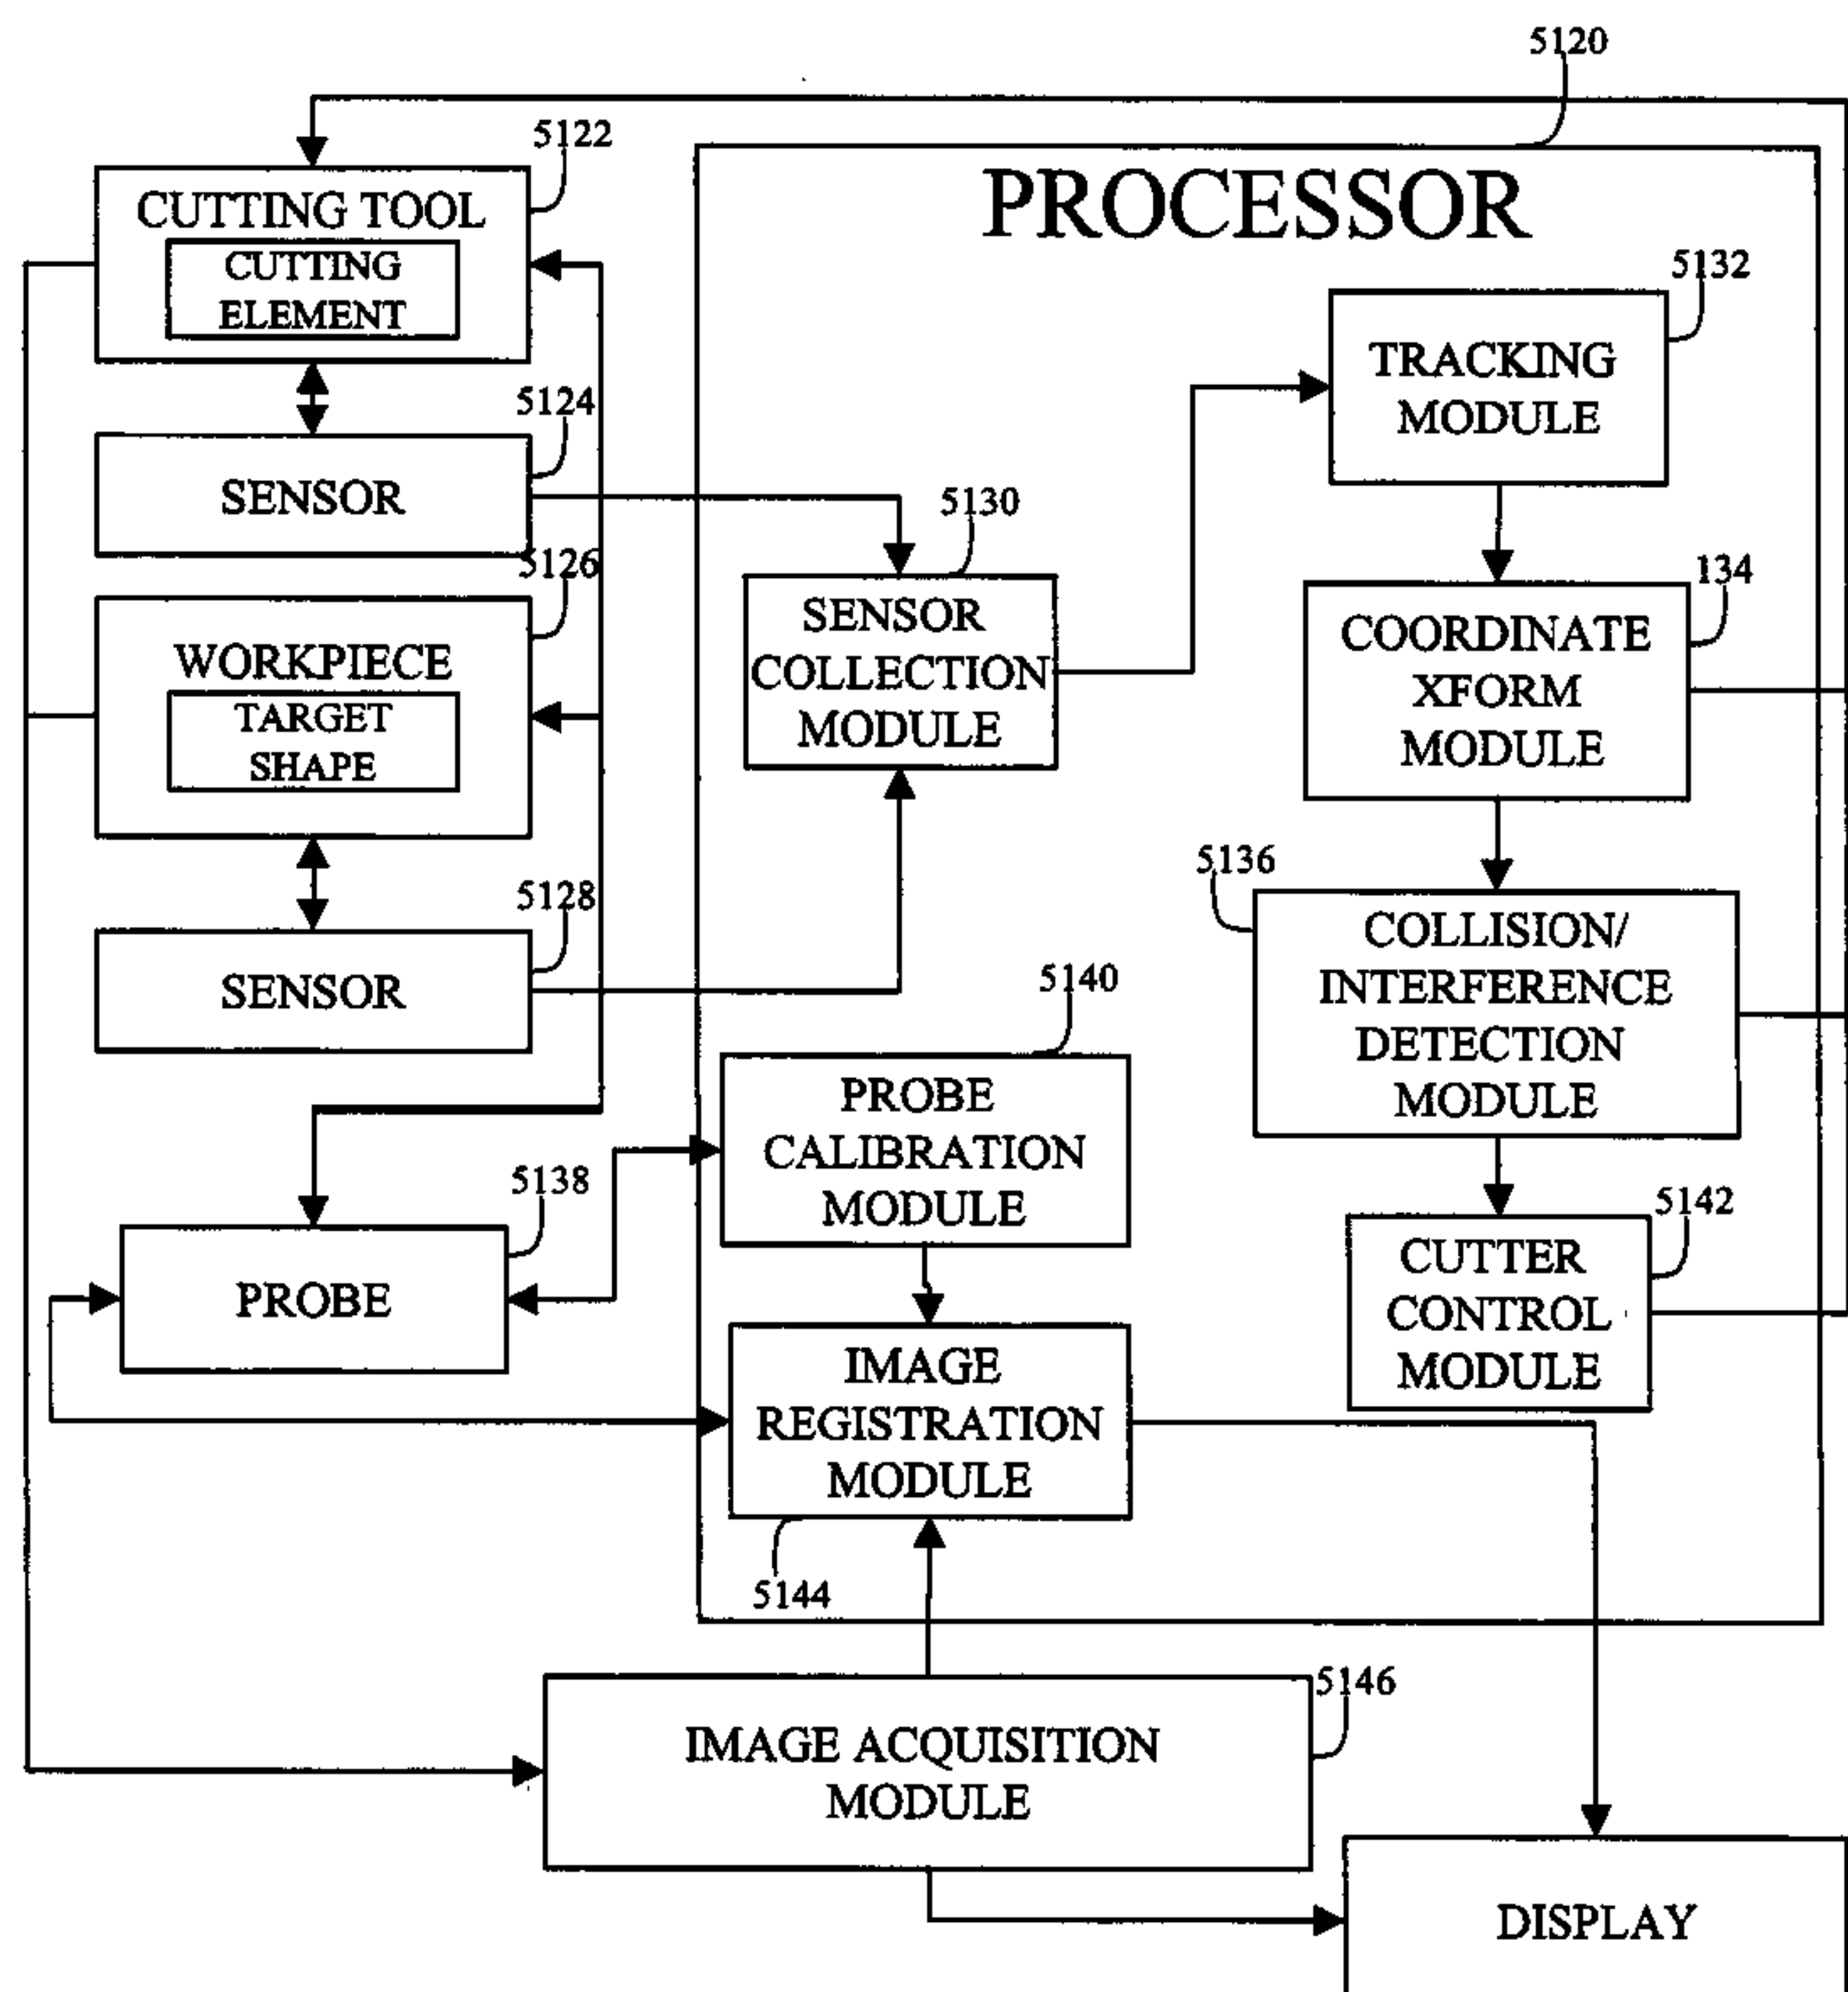 5120
5122
CUTTING TOOL
CUTTING
ELEMENT
PROCESSOR
5132
TRACKING
MODULE
5124
SENSOR
5130
SENSOR
COLLECTION
MODULE
134
COORDINATE
XFORM
MODULE
5126
WORKPIECE
TARGET
SHAPE
5128
SENSOR
5136
COLLISION/
INTERFERENCE
DETECTION
MODULE
5140
PROBE
CALIBRATION
MODULE
5138
PROBE
5142
CUTTER
CONTROL
MODULE
IMAGE
REGISTRATION
MODULE
5144
5146
IMAGE ACQUISITION
MODULE
DISPLAY